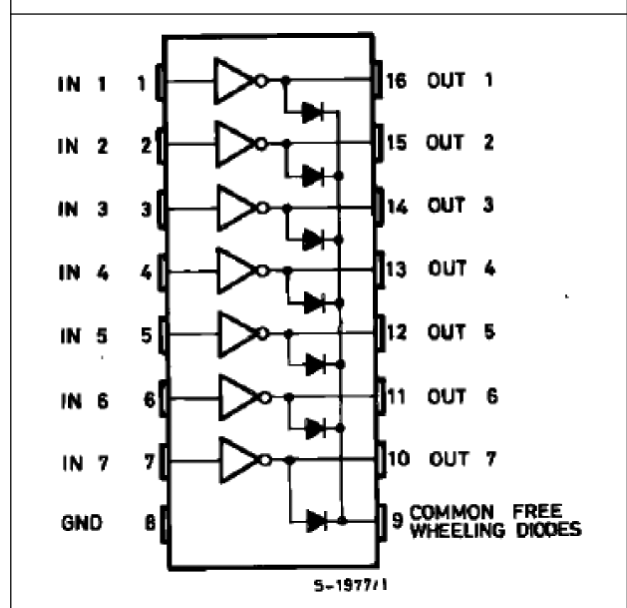 IN 1 1 16 OUT 1
IN 2 2 15 OUT 2
IN 3 3 14 OUT 3
IN 4 4 13 OUT 4
IN 5 5 12 OUT 5
IN 6 6 11 OUT 6
IN 7 7 10 OUT 7
GND 8 9 COMMON FREE
WHEELING DIODES
S-1977/1